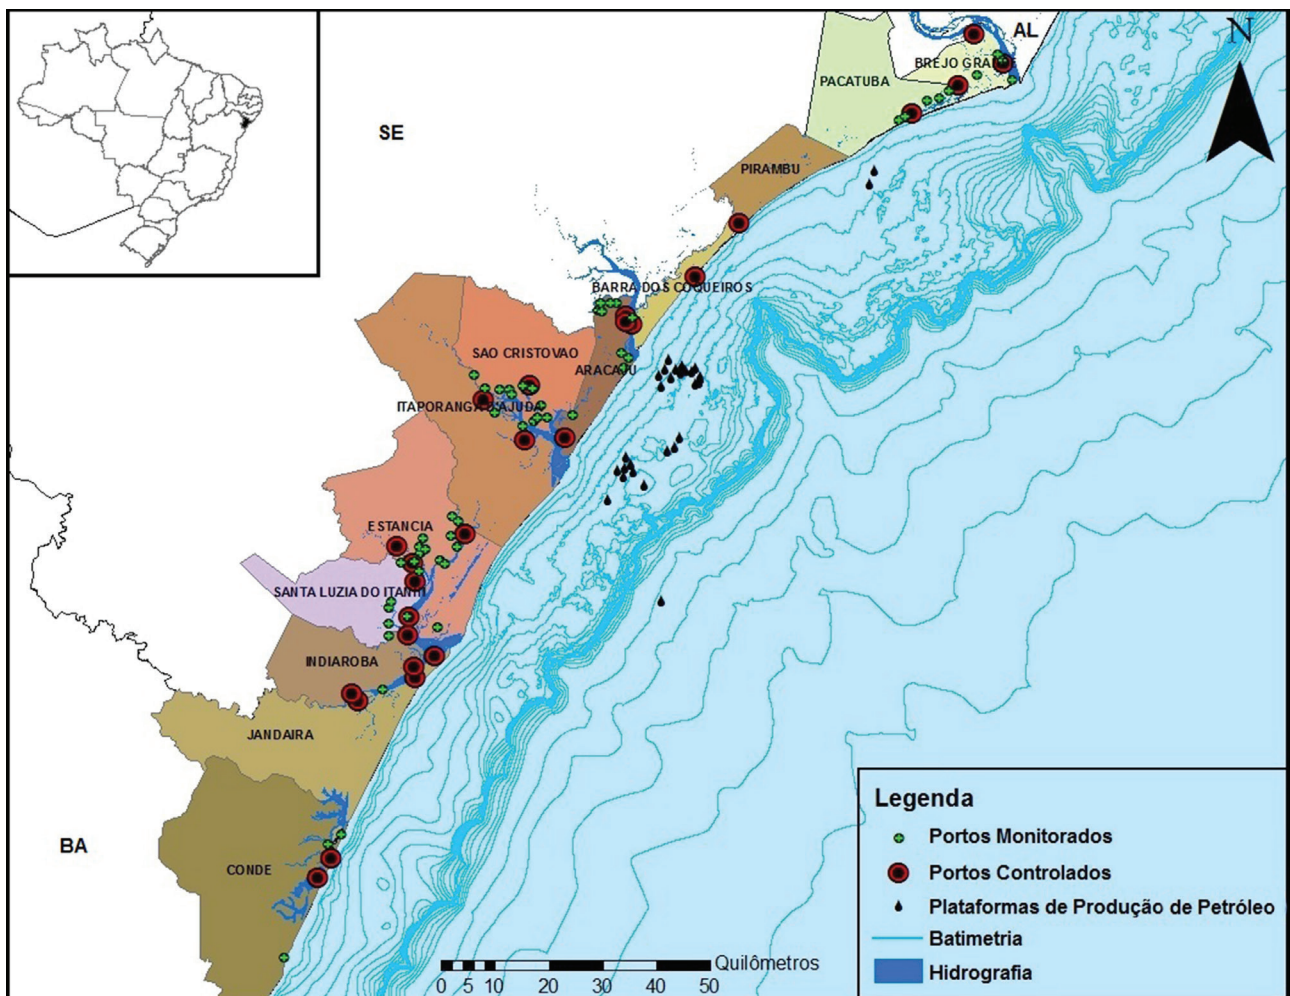 AL
N
BREJO GRANDE
PACATUBA
SE
PIRAMBU
BARRA DOS COQUEIROS
SAO CRISTOVAO
ARACAJU
ITAPORANGA D'AJUDA
ESTANCIA
SANTA LUZIA DO ITANHI
INDIAROBA
JANDAIRA
BA
CONDE
Legenda
Portos Monitorados
Portos Controlados
Plataformas de Produção de Petróleo
Batimetria
Hidrografia
Quilômetros
0 5 10 20 30 40 50